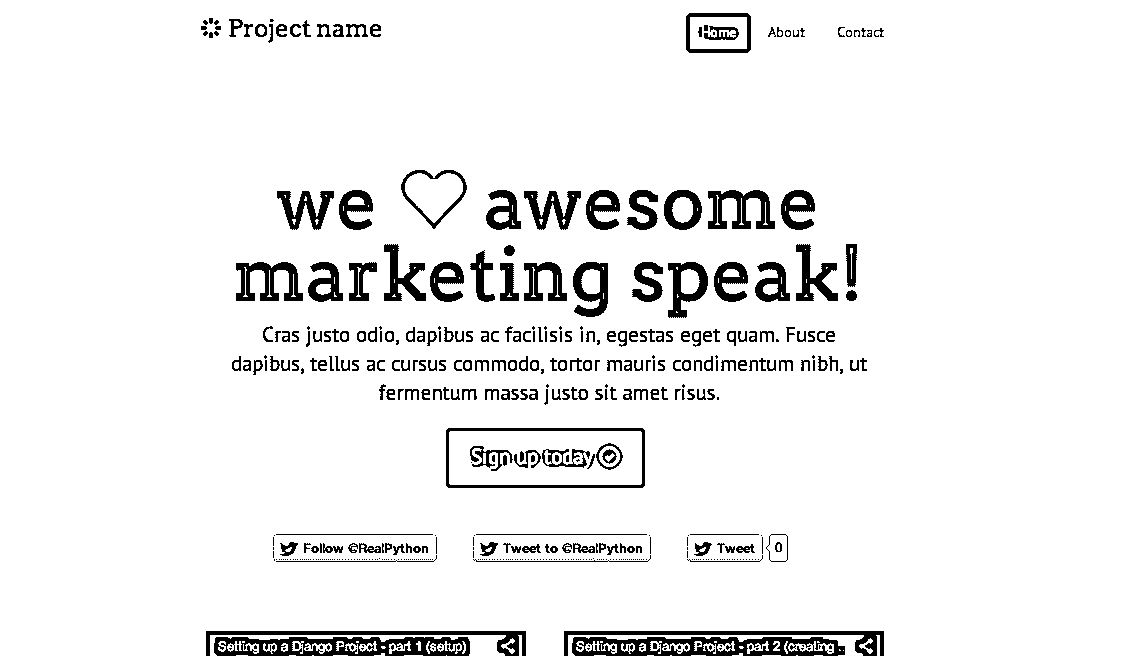 Project name
Home
About
Contact
we awesome
marketing speak!
Cras justo odio, dapibus ac facilisis in, egestas eget quam. Fusce
dapibus, tellus ac cursus commodo, tortor mauris condimentum nibh, ut
fermentum massa justo sit amet risus.
Sign up today
Follow @RealPython
Tweet to @RealPython
Tweet
0
Setting up a Django Project - part 1 (setup)
Setting up a Django Project - part 2 (creating ...